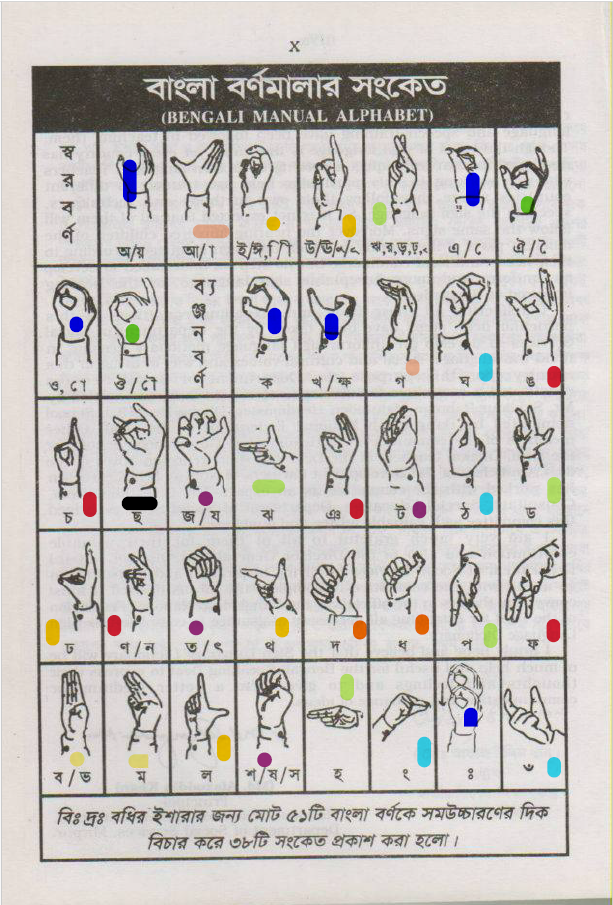 X
বাংলা বর্ণমালার সংকেত
(BENGALI MANUAL ALPHABET)
স্বরবর্ণ
অ/য় আ/া ই/ঈ,ি/ী উ/ঊ/ু/ূ ঋ,র,ড়,ঢ়,ৃ এ/ে ঐ/ৈ
ও, ো ঔ/ৌ
ব্যঞ্জনবর্ণ
ক খ/ক্ষ গ ঘ ঙ
চ ছ জ/য ঝ ঞ ট ঠ ড
ঢ ণ/ন ত/ৎ থ দ ধ প ফ
ব/ভ ম ল শ/ষ/স হ ং ঃ ঁ
বিঃ দ্রঃ বধির ইশারার জন্য মোট ৫১টি বাংলা বর্ণকে সমউচ্চারণের দিক
বিচার করে ৩৮টি সংকেত প্রকাশ করা হলো।